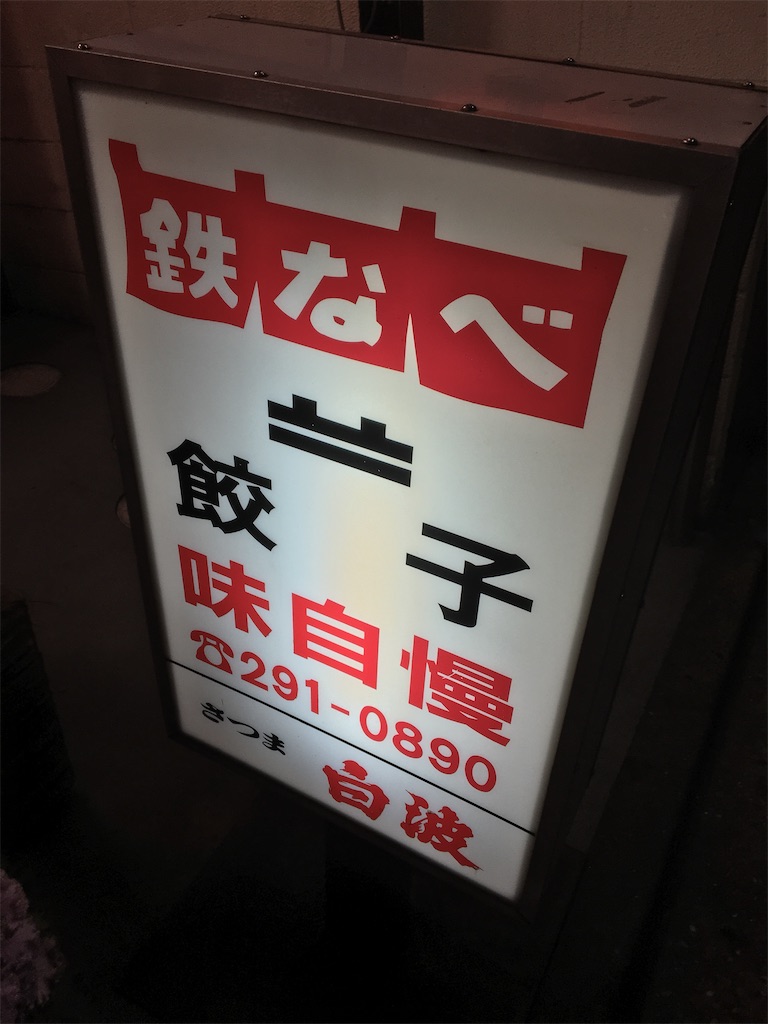 鉄なべ
餃子
味自慢
☎291-0890
さつま
白波